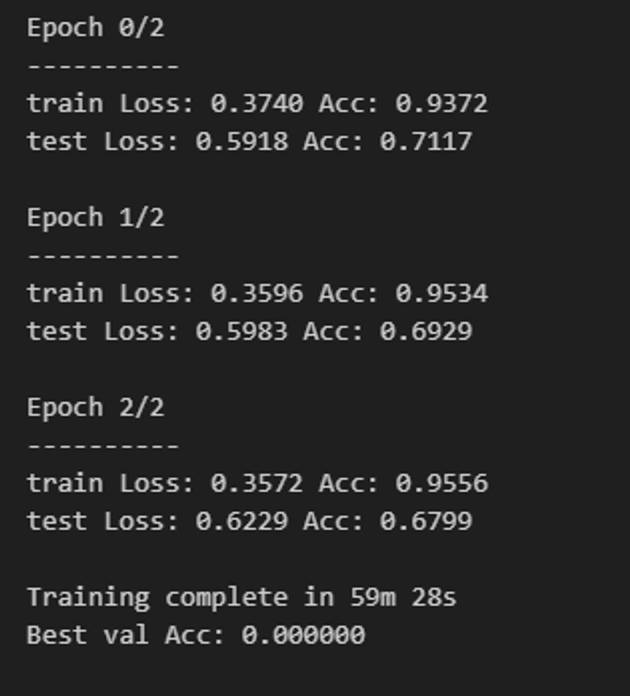 Epoch 0/2
----------
train Loss: 0.3740 Acc: 0.9372
test Loss: 0.5918 Acc: 0.7117
Epoch 1/2
----------
train Loss: 0.3596 Acc: 0.9534
test Loss: 0.5983 Acc: 0.6929
Epoch 2/2
----------
train Loss: 0.3572 Acc: 0.9556
test Loss: 0.6229 Acc: 0.6799
Training complete in 59m 28s
Best val Acc: 0.000000